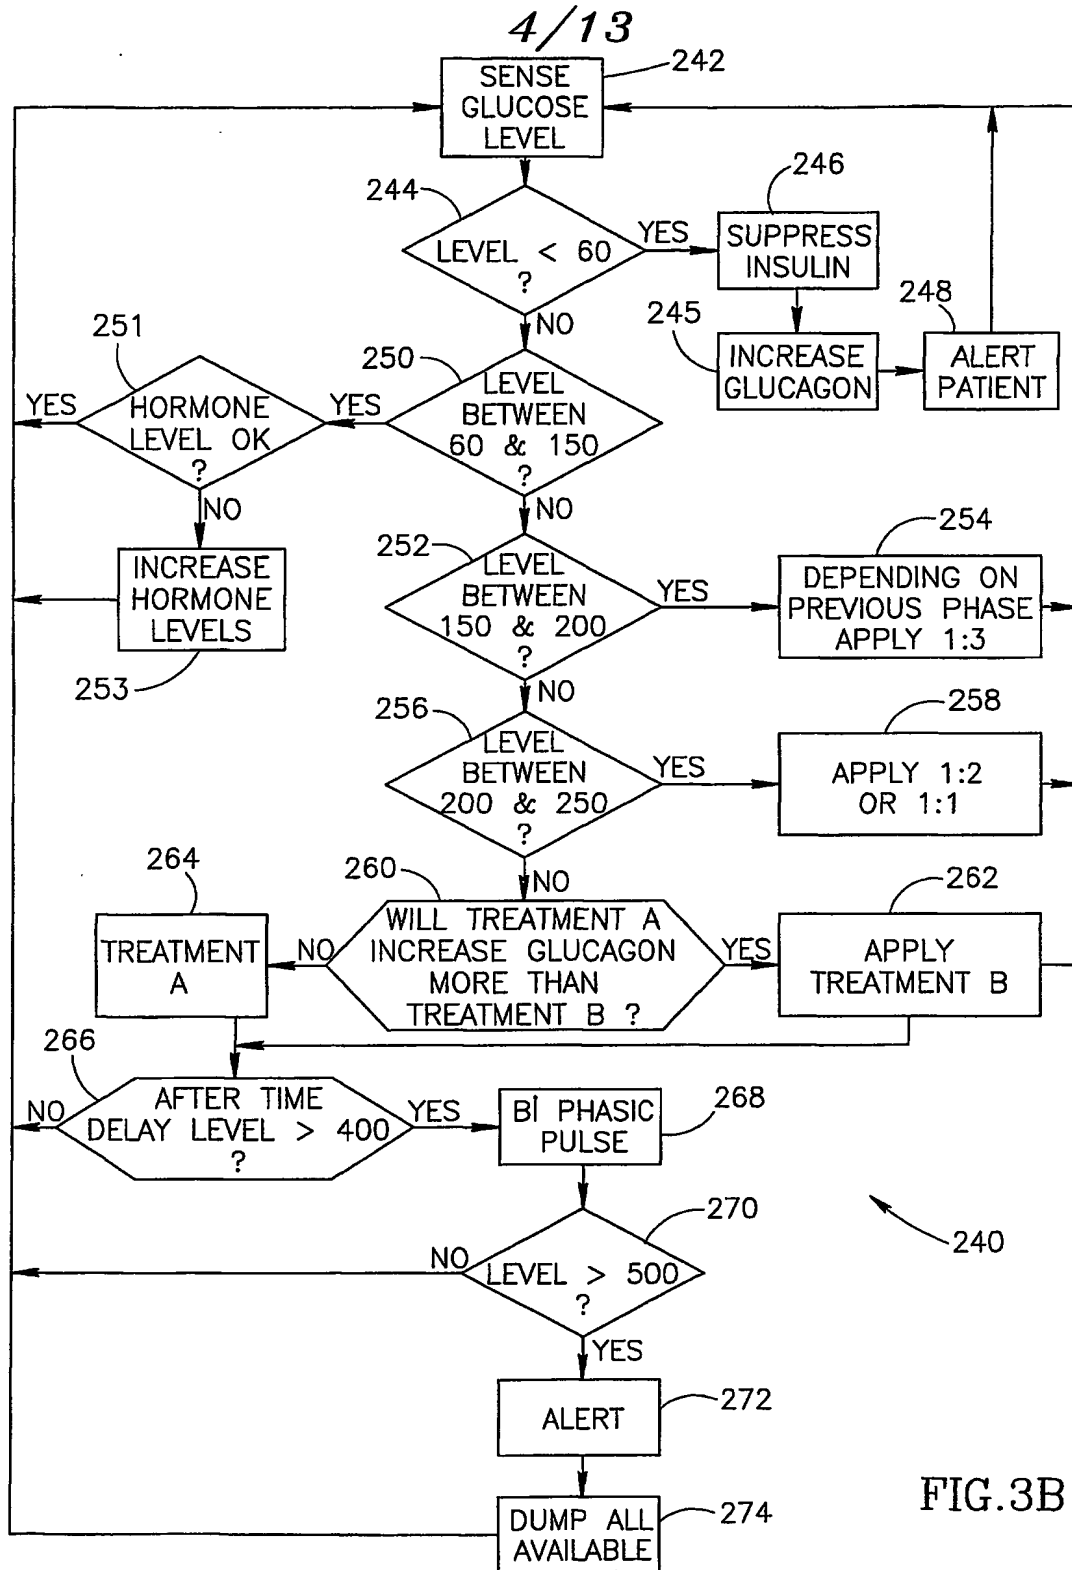 4/13
SENSE
GLUCOSE
LEVEL
242
244
LEVEL < 60
?
YES
NO
246
SUPPRESS
INSULIN
245
INCREASE
GLUCAGON
248
ALERT
PATIENT
251
HORMONE
LEVEL OK
?
YES
NO
250
LEVEL
BETWEEN
60 & 150
?
YES
NO
INCREASE
HORMONE
LEVELS
253
252
LEVEL
BETWEEN
150 & 200
?
YES
NO
254
DEPENDING ON
PREVIOUS PHASE
APPLY 1:3
256
LEVEL
BETWEEN
200 & 250
?
YES
NO
258
APPLY 1:2
OR 1:1
264
TREATMENT
A
260
WILL TREATMENT A
INCREASE GLUCAGON
MORE THAN
TREATMENT B ?
NO
YES
262
APPLY
TREATMENT B
266
AFTER TIME
DELAY LEVEL > 400
?
NO
YES
BI PHASIC
PULSE
268
270
LEVEL > 500
?
NO
YES
240
ALERT
272
DUMP ALL
AVAILABLE
274
FIG.3B